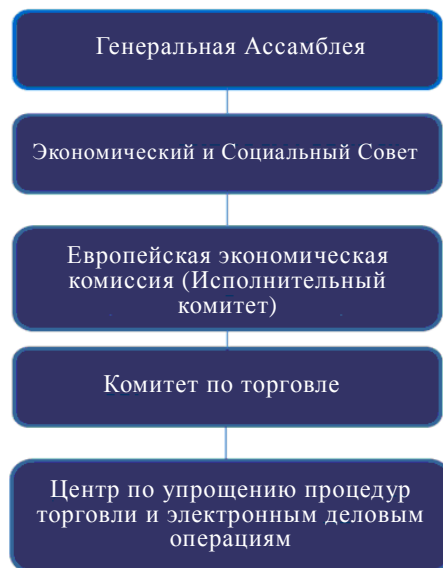 Генеральная Ассамблея
Экономический и Социальный Совет
Европейская экономическая
комиссия (Исполнительный
комитет)
Комитет по торговле
Центр по упрощению процедур
торговли и электронным деловым
операциям